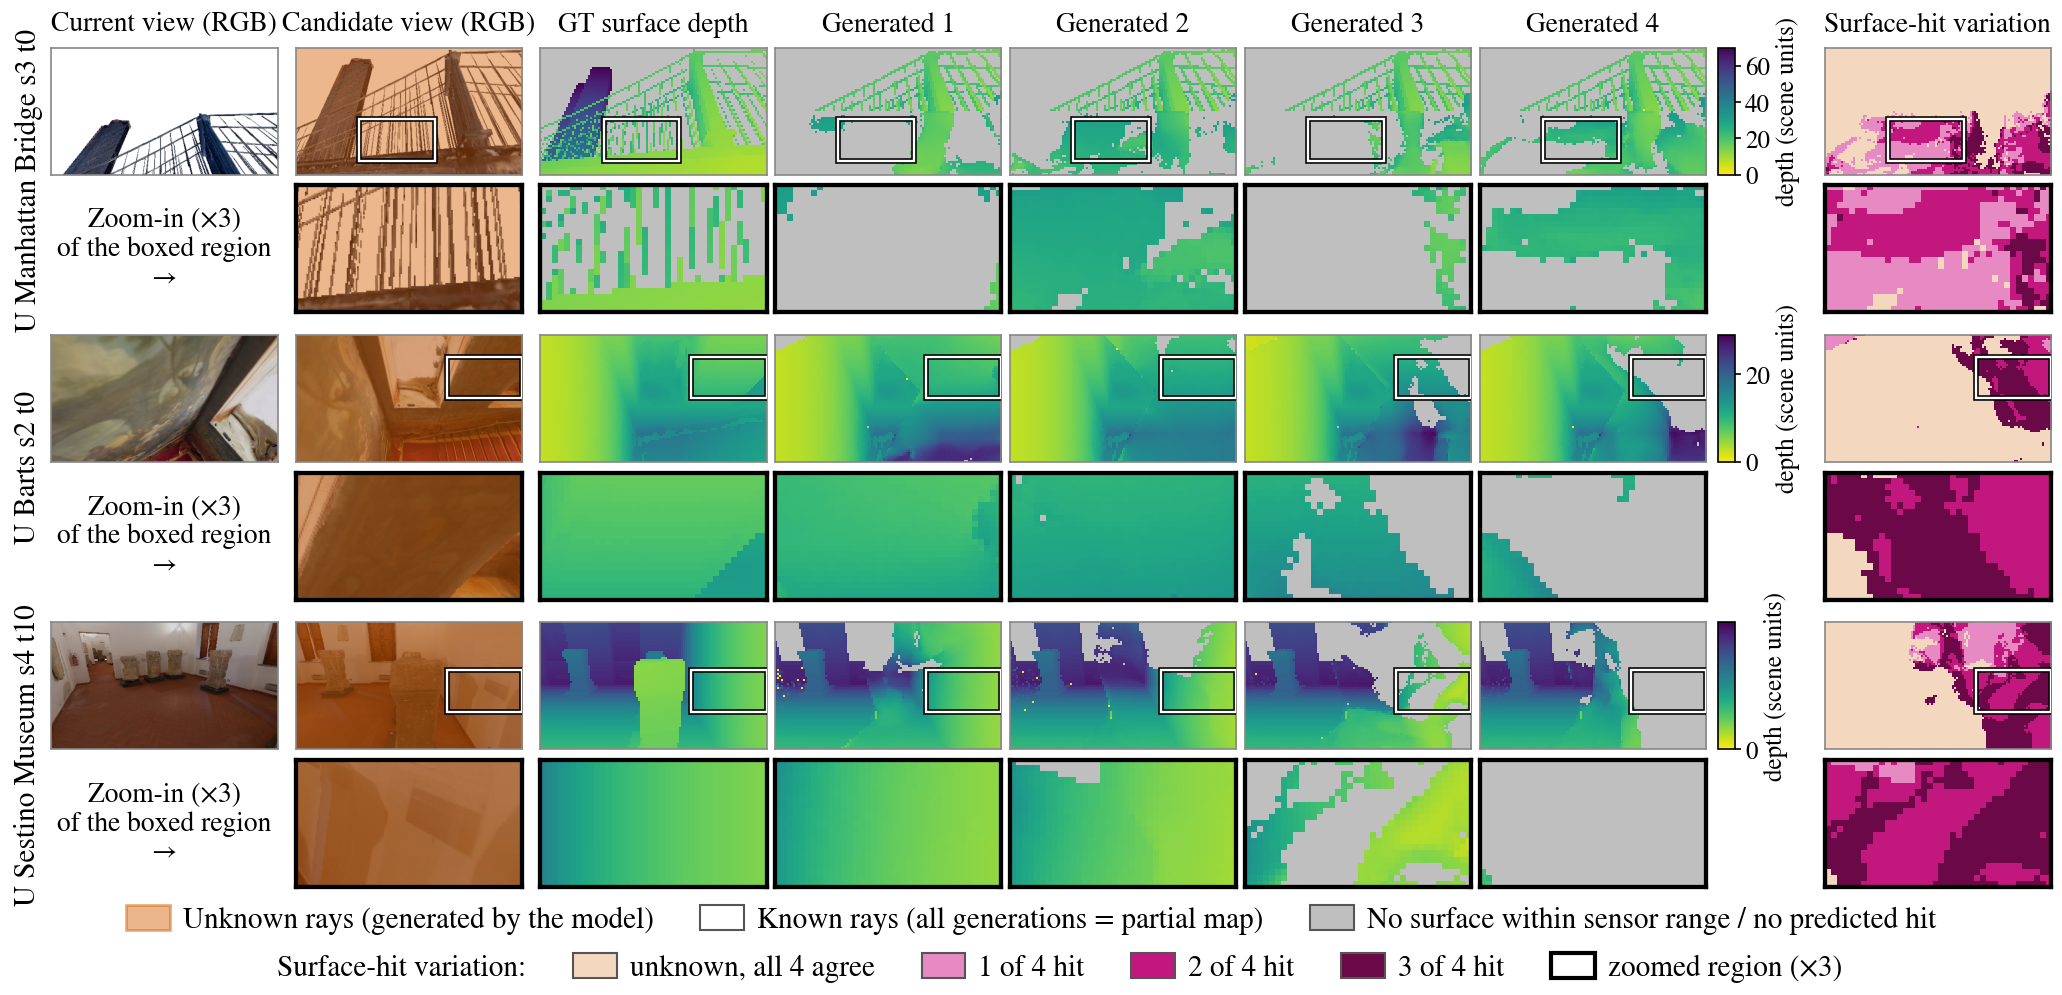 Current view (RGB) Candidate view (RGB) GT surface depth Generated 1 Generated 2 Generated 3 Generated 4 Surface-hit variation
U Manhattan Bridge s3 t0
60
40
20
0
depth (scene units)
Zoom-in (×3)
of the boxed region
→
U Barts s2 t0
20
0
depth (scene units)
Zoom-in (×3)
of the boxed region
→
U Sestino Museum s4 t10
0
depth (scene units)
Zoom-in (×3)
of the boxed region
→
Unknown rays (generated by the model) Known rays (all generations = partial map) No surface within sensor range / no predicted hit
Surface-hit variation: unknown, all 4 agree 1 of 4 hit 2 of 4 hit 3 of 4 hit zoomed region (×3)